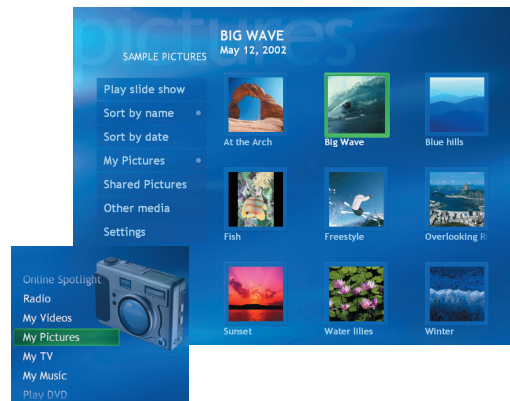 pictures
BIG WAVE
May 12, 2002
SAMPLE PICTURES
Play slide show
Sort by name
Sort by date
My Pictures
Shared Pictures
Other media
Settings
At the Arch
Big Wave
Blue hills
Fish
Freestyle
Overlooking R
Sunset
Water lilies
Winter
Online Spotlight
Radio
My Videos
My Pictures
My TV
My Music
Play DVD